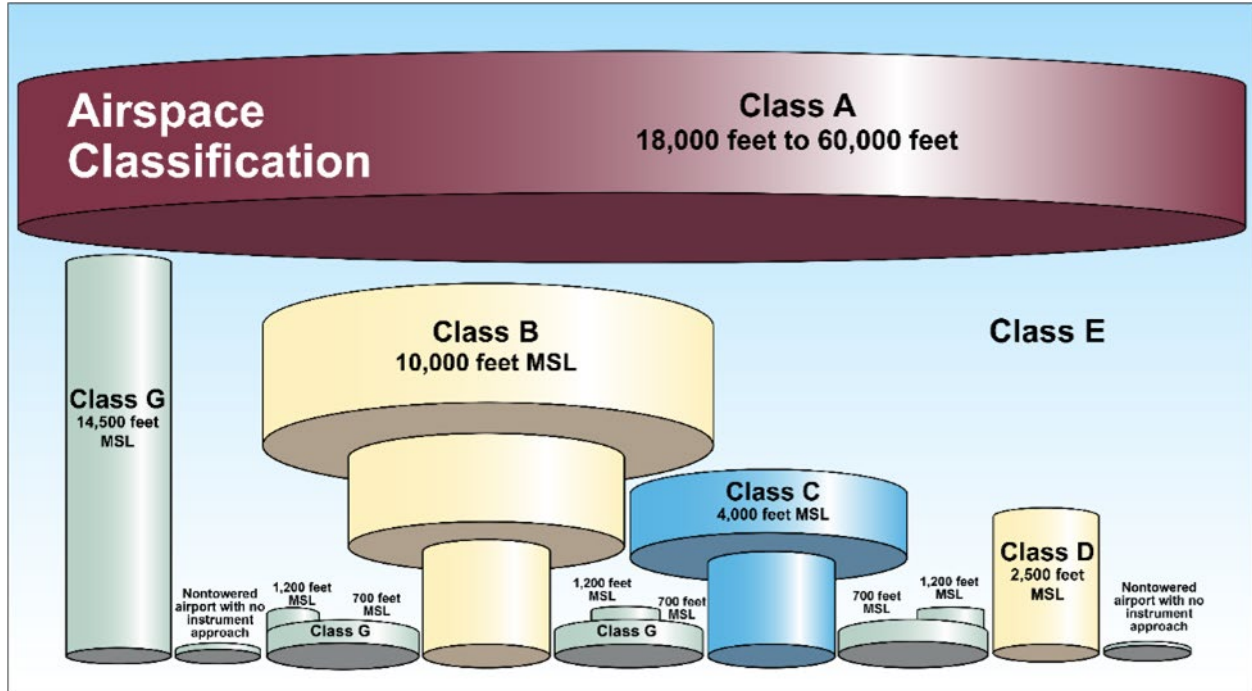 Airspace
Classification
Class A
18,000 feet to 60,000 feet
Class B
10,000 feet MSL
Class E
Class G
14,500 feet
MSL
Class C
4,000 feet MSL
Class D
2,500 feet
MSL
Nontowered
airport with no
instrument
approach
1,200 feet
MSL
700 feet
MSL
Class G
1,200 feet
MSL
700 feet
MSL
Class G
700 feet
MSL
1,200 feet
MSL
Nontowered
airport with no
instrument
approach